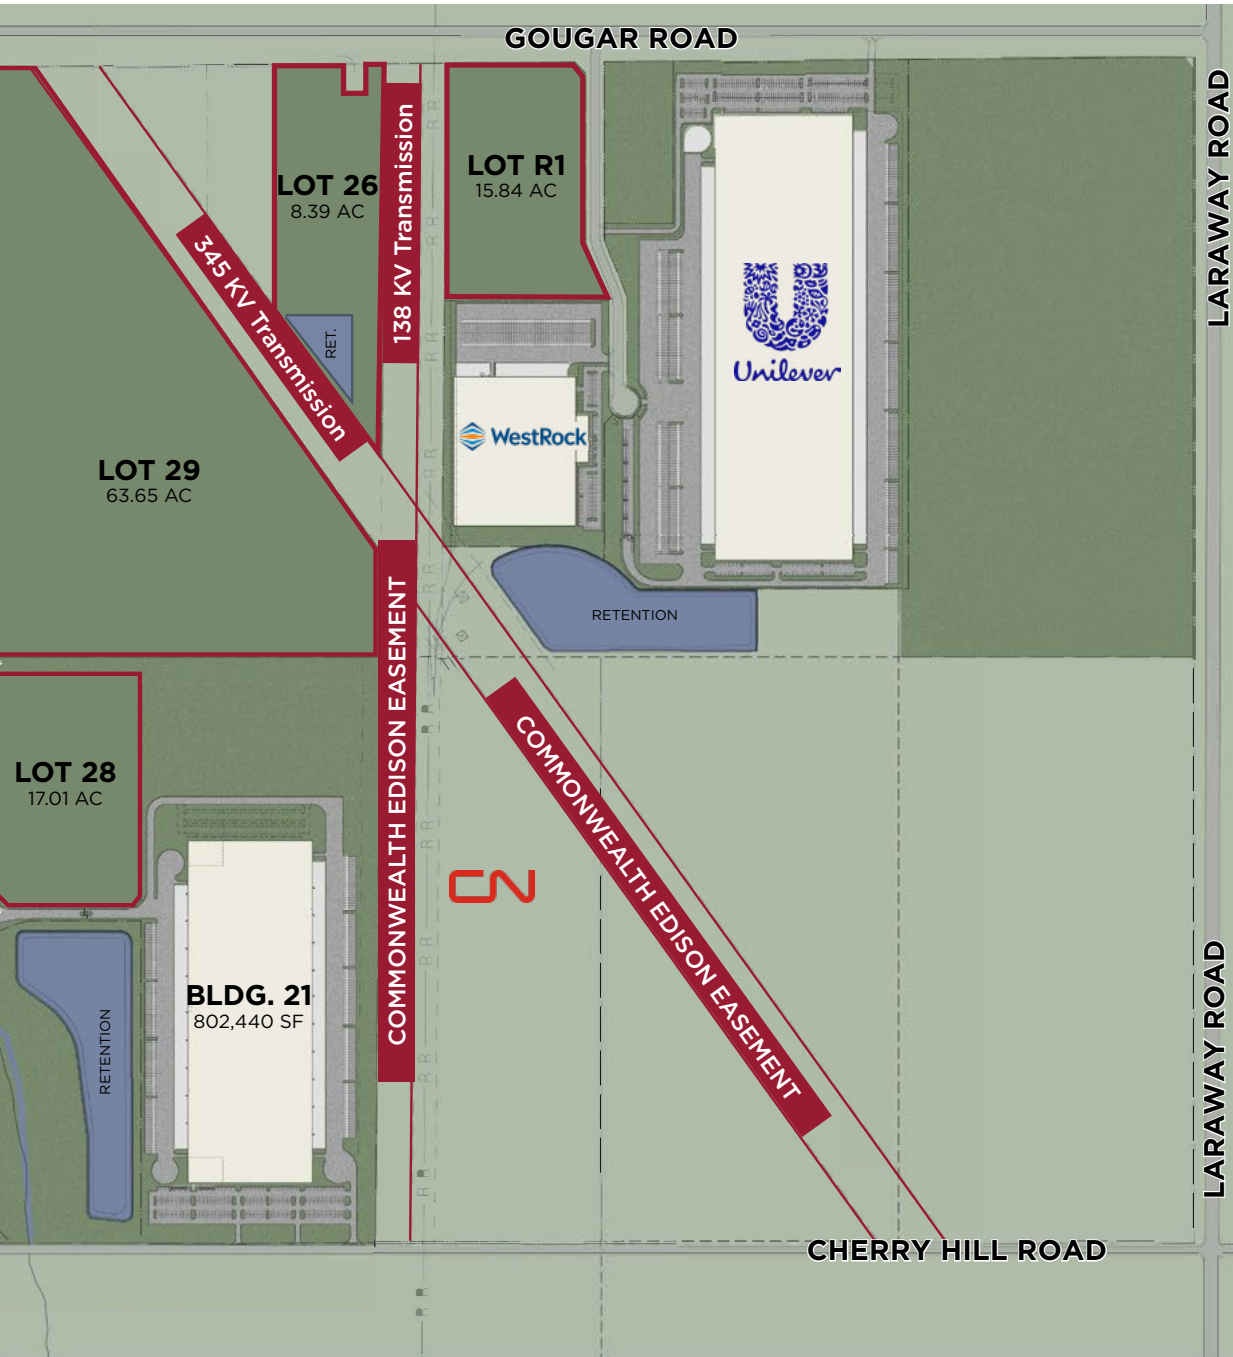 GOUGAR ROAD
LARAWAY ROAD
LOT 26
8.39 AC
138 KV Transmission
LOT R1
15.84 AC
345 KV Transmission
RET.
Unilever
WestRock
LOT 29
63.65 AC
RETENTION
COMMONWEALTH EDISON EASEMENT
COMMONWEALTH EDISON EASEMENT
LOT 28
17.01 AC
CN
BLDG. 21
802,440 SF
RETENTION
LARAWAY ROAD
CHERRY HILL ROAD